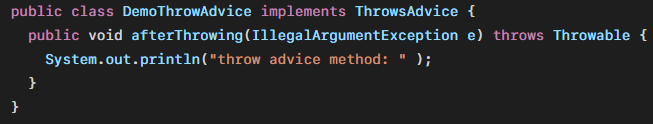 public class DemoThrowAdvice implements ThrowsAdvice {
  public void afterThrowing(IllegalArgumentException e) throws Throwable {
    System.out.println("throw advice method: " );
  }
}